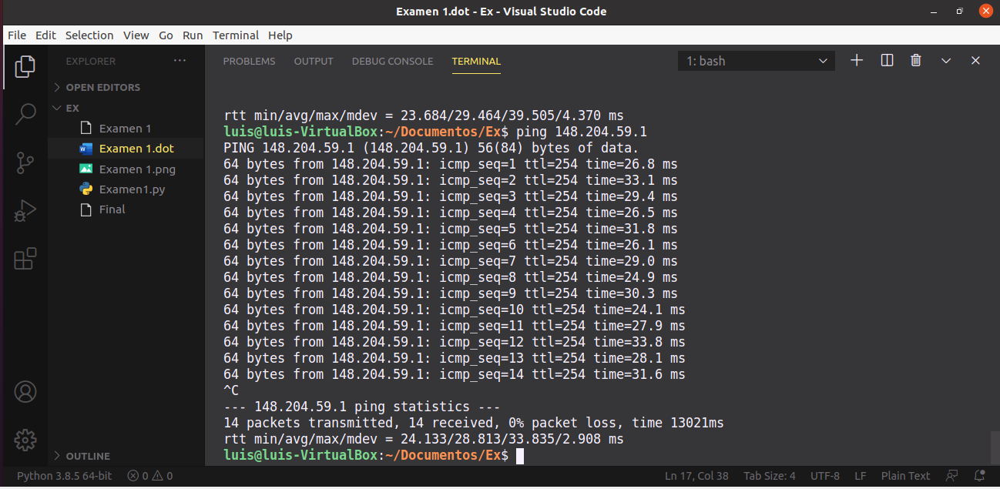 Examen 1.dot - Ex - Visual Studio Code
File Edit Selection View Go Run Terminal Help
EXPLORER
OPEN EDITORS
EX
Examen 1
Examen 1.dot
Examen 1.png
Examen1.py
Final
OUTLINE
PROBLEMS OUTPUT DEBUG CONSOLE TERMINAL 1: bash
rtt min/avg/max/mdev = 23.684/29.464/39.505/4.370 ms
luis@luis-VirtualBox:~/Documentos/Ex$ ping 148.204.59.1
PING 148.204.59.1 (148.204.59.1) 56(84) bytes of data.
64 bytes from 148.204.59.1: icmp_seq=1 ttl=254 time=26.8 ms
64 bytes from 148.204.59.1: icmp_seq=2 ttl=254 time=33.1 ms
64 bytes from 148.204.59.1: icmp_seq=3 ttl=254 time=29.4 ms
64 bytes from 148.204.59.1: icmp_seq=4 ttl=254 time=26.5 ms
64 bytes from 148.204.59.1: icmp_seq=5 ttl=254 time=31.8 ms
64 bytes from 148.204.59.1: icmp_seq=6 ttl=254 time=26.1 ms
64 bytes from 148.204.59.1: icmp_seq=7 ttl=254 time=29.0 ms
64 bytes from 148.204.59.1: icmp_seq=8 ttl=254 time=24.9 ms
64 bytes from 148.204.59.1: icmp_seq=9 ttl=254 time=30.3 ms
64 bytes from 148.204.59.1: icmp_seq=10 ttl=254 time=24.1 ms
64 bytes from 148.204.59.1: icmp_seq=11 ttl=254 time=27.9 ms
64 bytes from 148.204.59.1: icmp_seq=12 ttl=254 time=33.8 ms
64 bytes from 148.204.59.1: icmp_seq=13 ttl=254 time=28.1 ms
64 bytes from 148.204.59.1: icmp_seq=14 ttl=254 time=31.6 ms
^C
--- 148.204.59.1 ping statistics ---
14 packets transmitted, 14 received, 0% packet loss, time 13021ms
rtt min/avg/max/mdev = 24.133/28.813/33.835/2.908 ms
luis@luis-VirtualBox:~/Documentos/Ex$
Python 3.8.5 64-bit 0 0 Ln 17, Col 38 Tab Size: 4 UTF-8 LF Plain Text